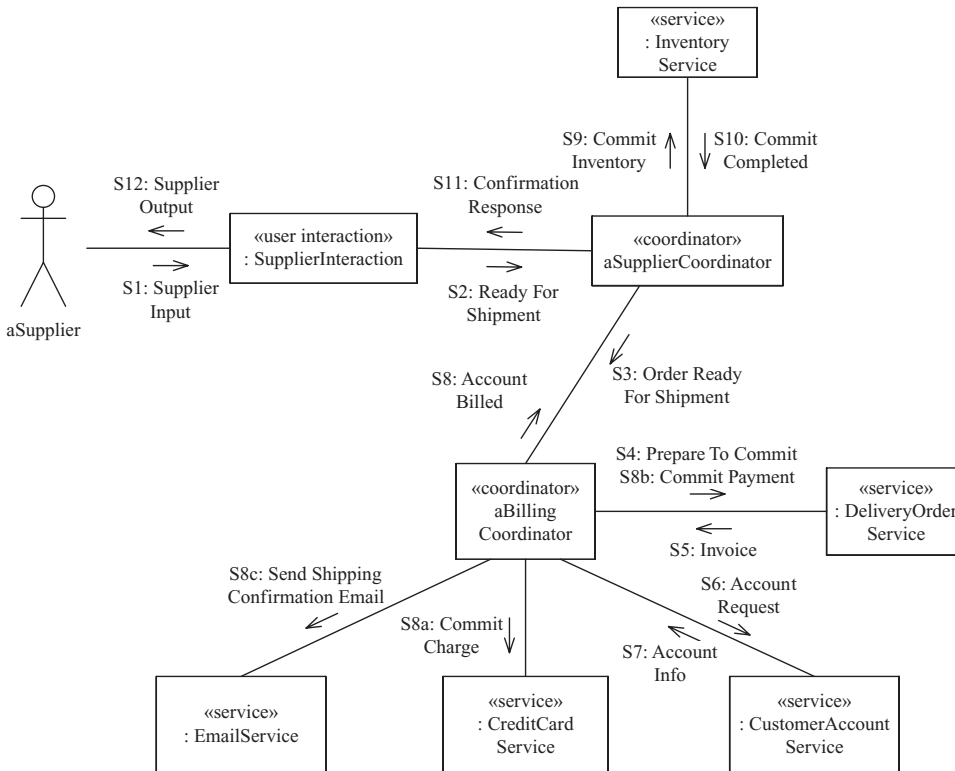 «service»
: Inventory
Service
S9: Commit
Inventory
S10: Commit
Completed
S12: Supplier
Output
S11: Confirmation
Response
«user interaction»
: SupplierInteraction
«coordinator»
aSupplierCoordinator
S1: Supplier
Input
S2: Ready For
Shipment
aSupplier
S8: Account
Billed
S3: Order Ready
For Shipment
S4: Prepare To Commit
S8b: Commit Payment
«coordinator»
aBilling
Coordinator
«service»
: DeliveryOrder
Service
S5: Invoice
S8c: Send Shipping
Confirmation Email
S8a: Commit
Charge
S6: Account
Request
S7: Account
Info
«service»
: EmailService
«service»
: CreditCard
Service
«service»
: CustomerAccount
Service